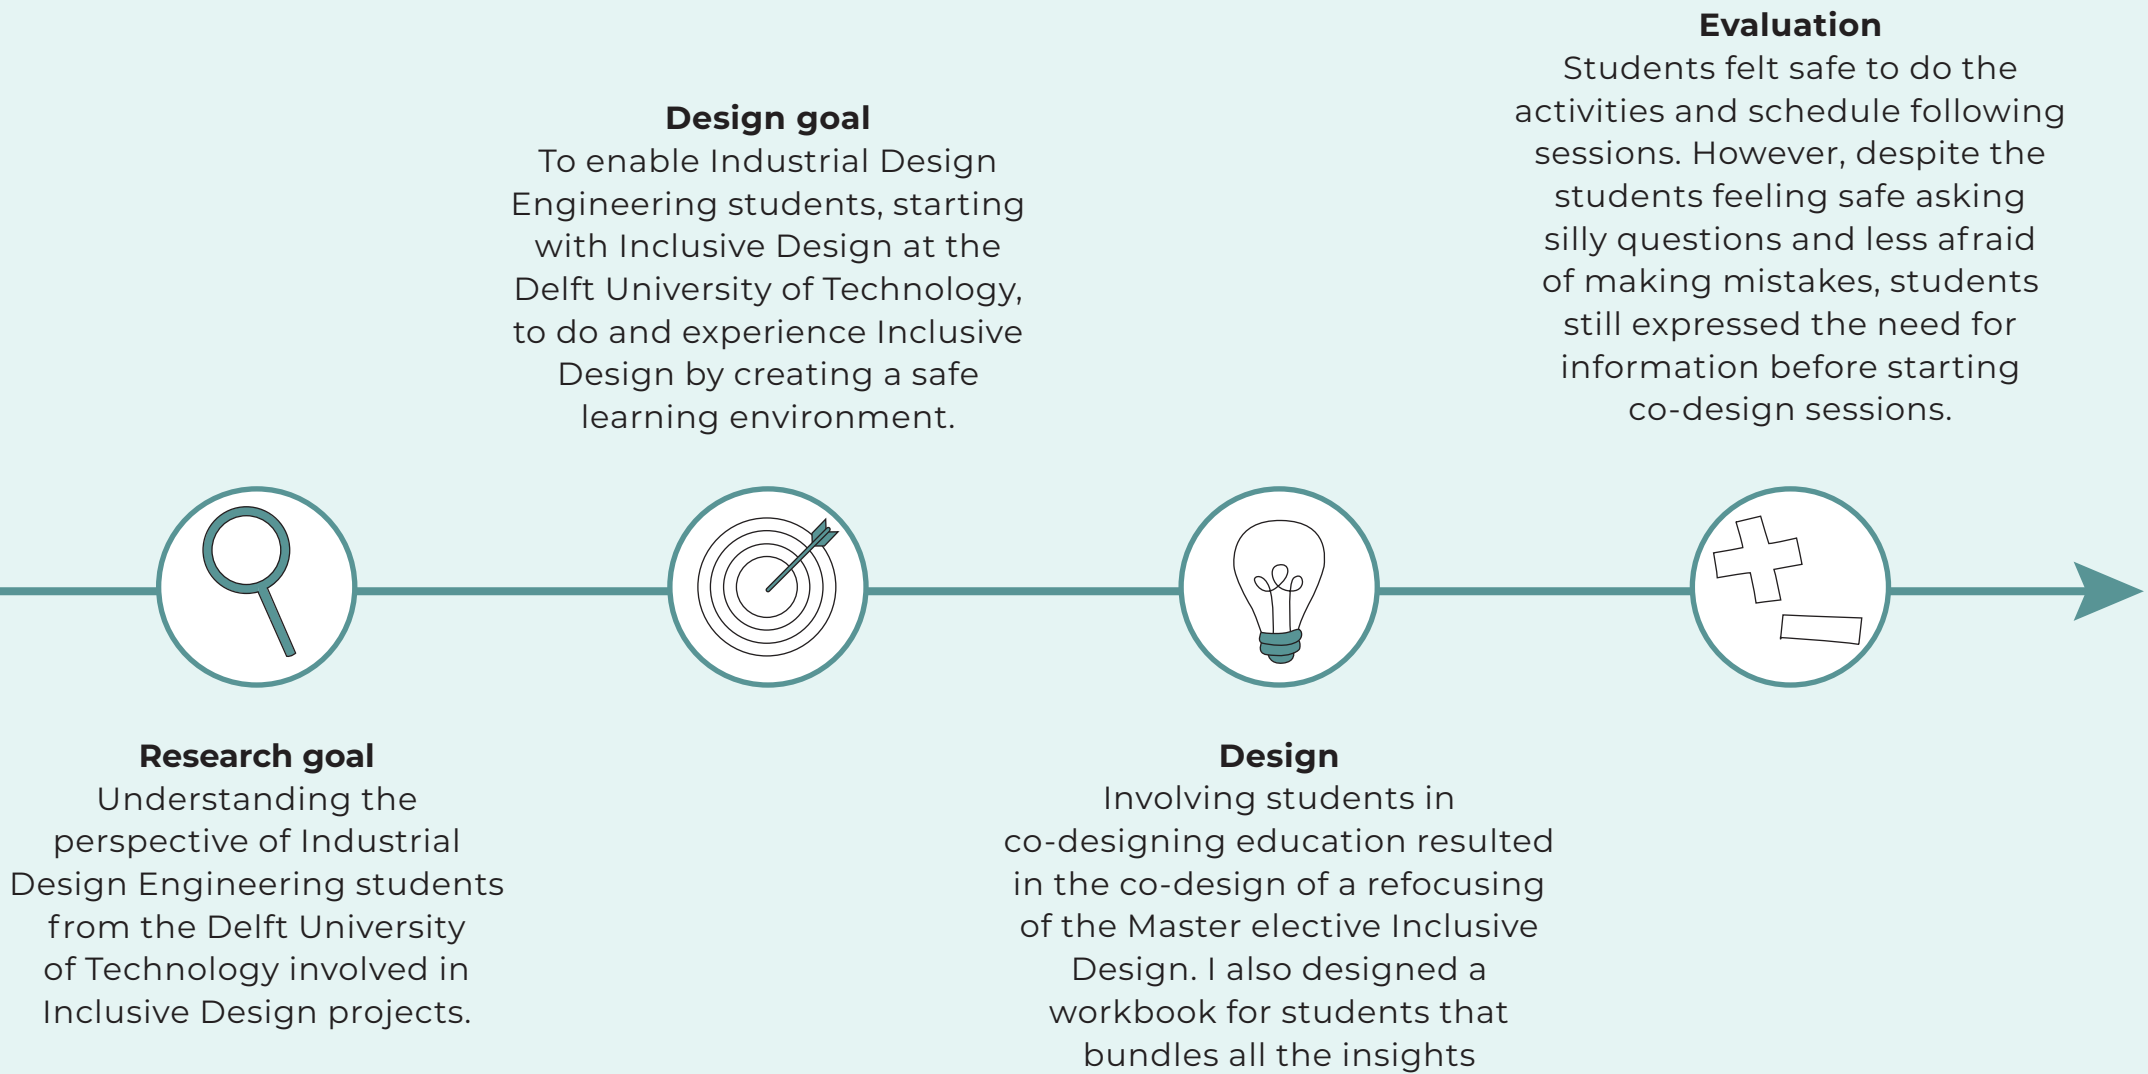 Research goal
Understanding the
perspective of Industrial
Design Engineering students
from the Delft University
of Technology involved in
Inclusive Design projects.
Design goal
To enable Industrial Design
Engineering students, starting
with Inclusive Design at the
Delft University of Technology,
to do and experience Inclusive
Design by creating a safe
learning environment.
Design
Involving students in
co-designing education resulted
in the co-design of a refocusing
of the Master elective Inclusive
Design. I also designed a
workbook for students that
bundles all the insights
Evaluation
Students felt safe to do the
activities and schedule following
sessions. However, despite the
students feeling safe asking
silly questions and less afraid
of making mistakes, students
still expressed the need for
information before starting
co-design sessions.